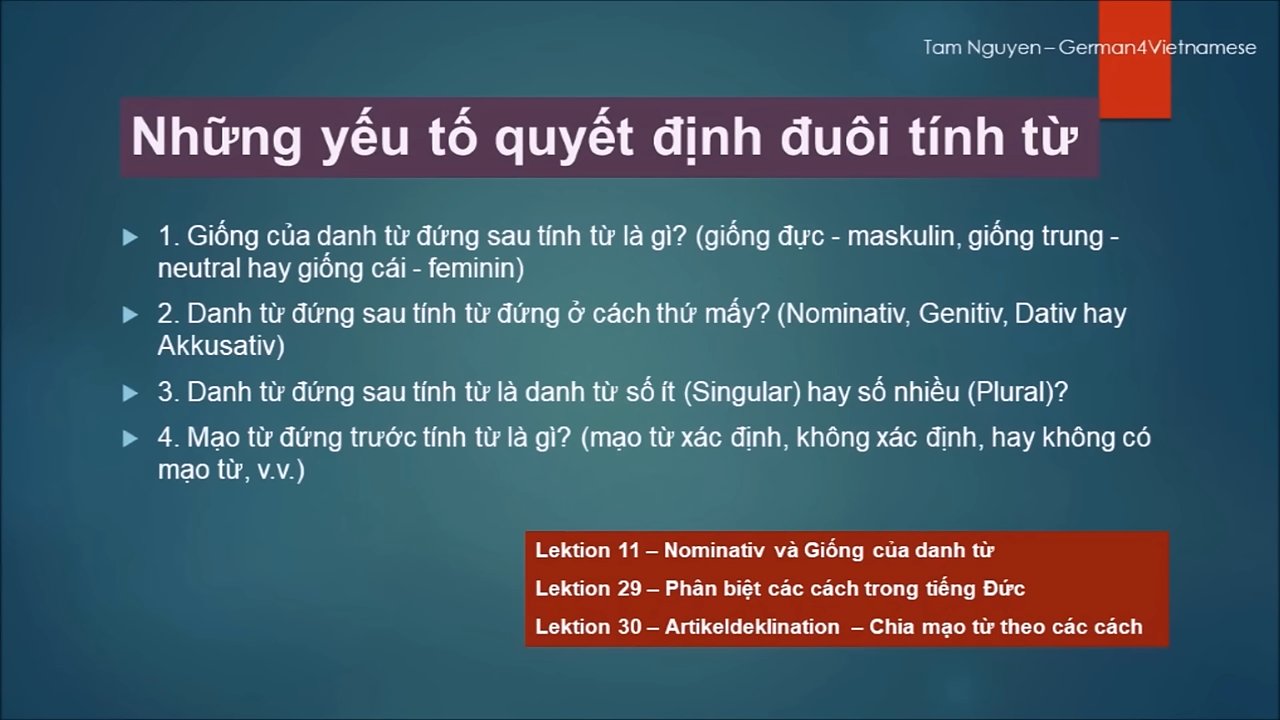 Tam Nguyen – German4Vietnamese
Những yếu tố quyết định đuôi tính từ
1. Giống của danh từ đứng sau tính từ là gì? (giống đực - maskulin, giống trung -
neutral hay giống cái - feminin)
2. Danh từ đứng sau tính từ đứng ở cách thứ mấy? (Nominativ, Genitiv, Dativ hay
Akkusativ)
3. Danh từ đứng sau tính từ là danh từ số ít (Singular) hay số nhiều (Plural)?
4. Mạo từ đứng trước tính từ là gì? (mạo từ xác định, không xác định, hay không có
mạo từ, v.v.)
Lektion 11 – Nominativ và Giống của danh từ
Lektion 29 – Phân biệt các cách trong tiếng Đức
Lektion 30 – Artikeldeklination – Chia mạo từ theo các cách